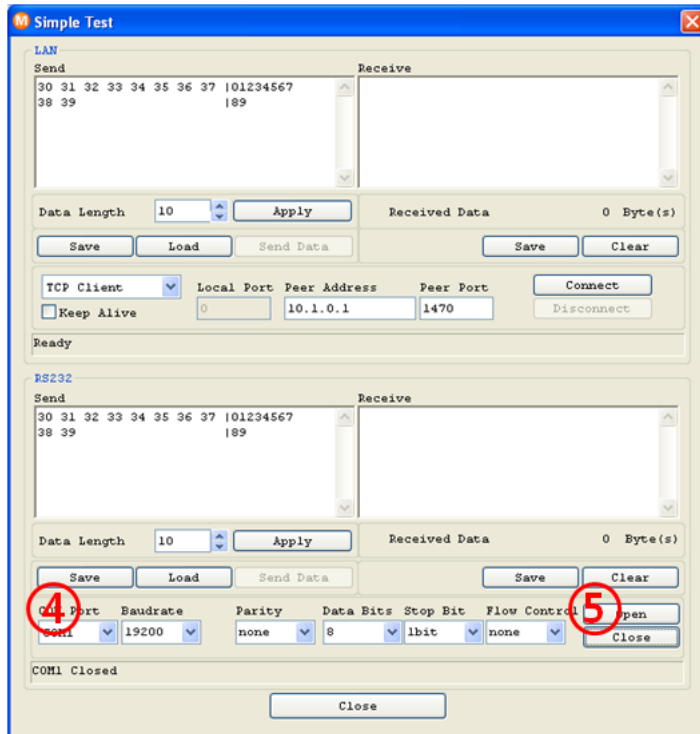 Simple Test
LAN
Send Receive
30 31 32 33 34 35 36 37 |01234567
38 39 |89
Data Length 10 Apply Received Data 0 Byte(s)
Save Load Send Data Save Clear
TCP Client Local Port Peer Address Peer Port Connect
Keep Alive 0 10.1.0.1 1470 Disconnect
Ready
RS232
Send Receive
30 31 32 33 34 35 36 37 |01234567
38 39 |89
Data Length 10 Apply Received Data 0 Byte(s)
Save Load Send Data Save Clear
④ Port Baudrate Parity Data Bits Stop Bit Flow Control ⑤ Open
COM1 19200 none 8 1bit none Close
COM1 Closed
Close